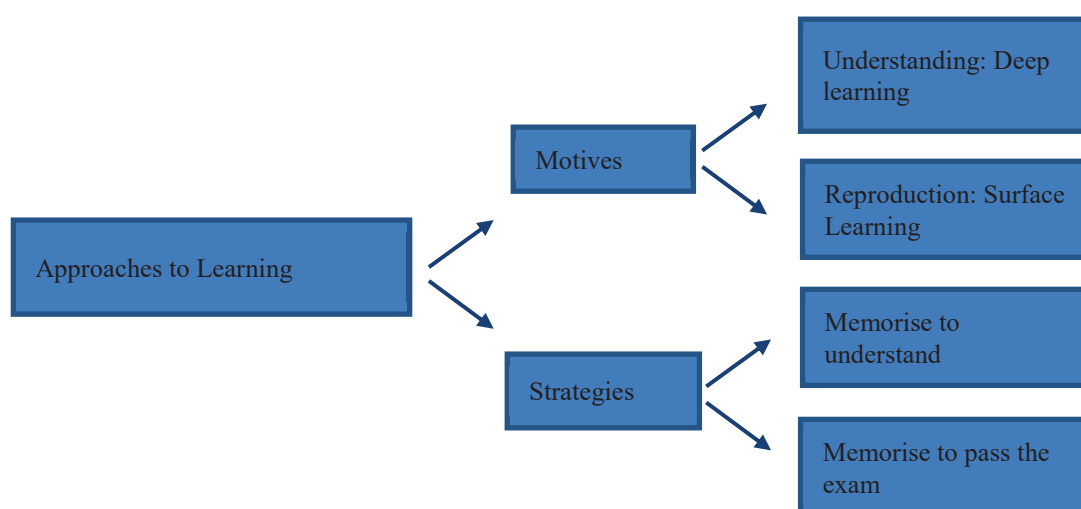 Understanding: Deep
learning
Motives
Reproduction: Surface
Learning
Approaches to Learning
Memorise to
understand
Strategies
Memorise to pass the
exam